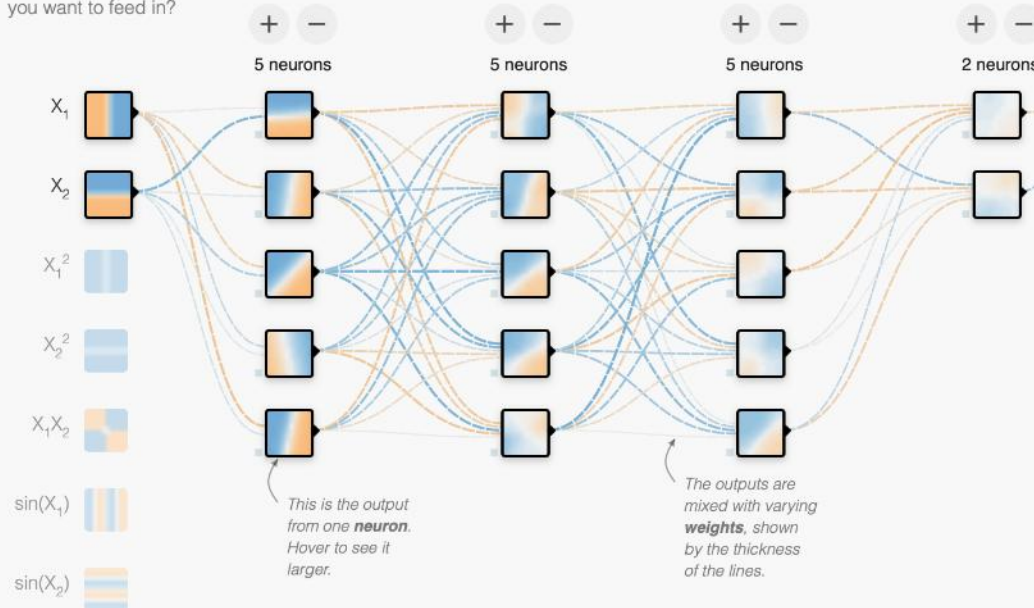 you want to feed in?
+ − + − + − + −
5 neurons 5 neurons 5 neurons 2 neurons
X₁
X₂
X₁²
X₂²
X₁X₂
sin(X₁)
sin(X₂)
This is the output
from one neuron.
Hover to see it
larger.
The outputs are
mixed with varying
weights, shown
by the thickness
of the lines.